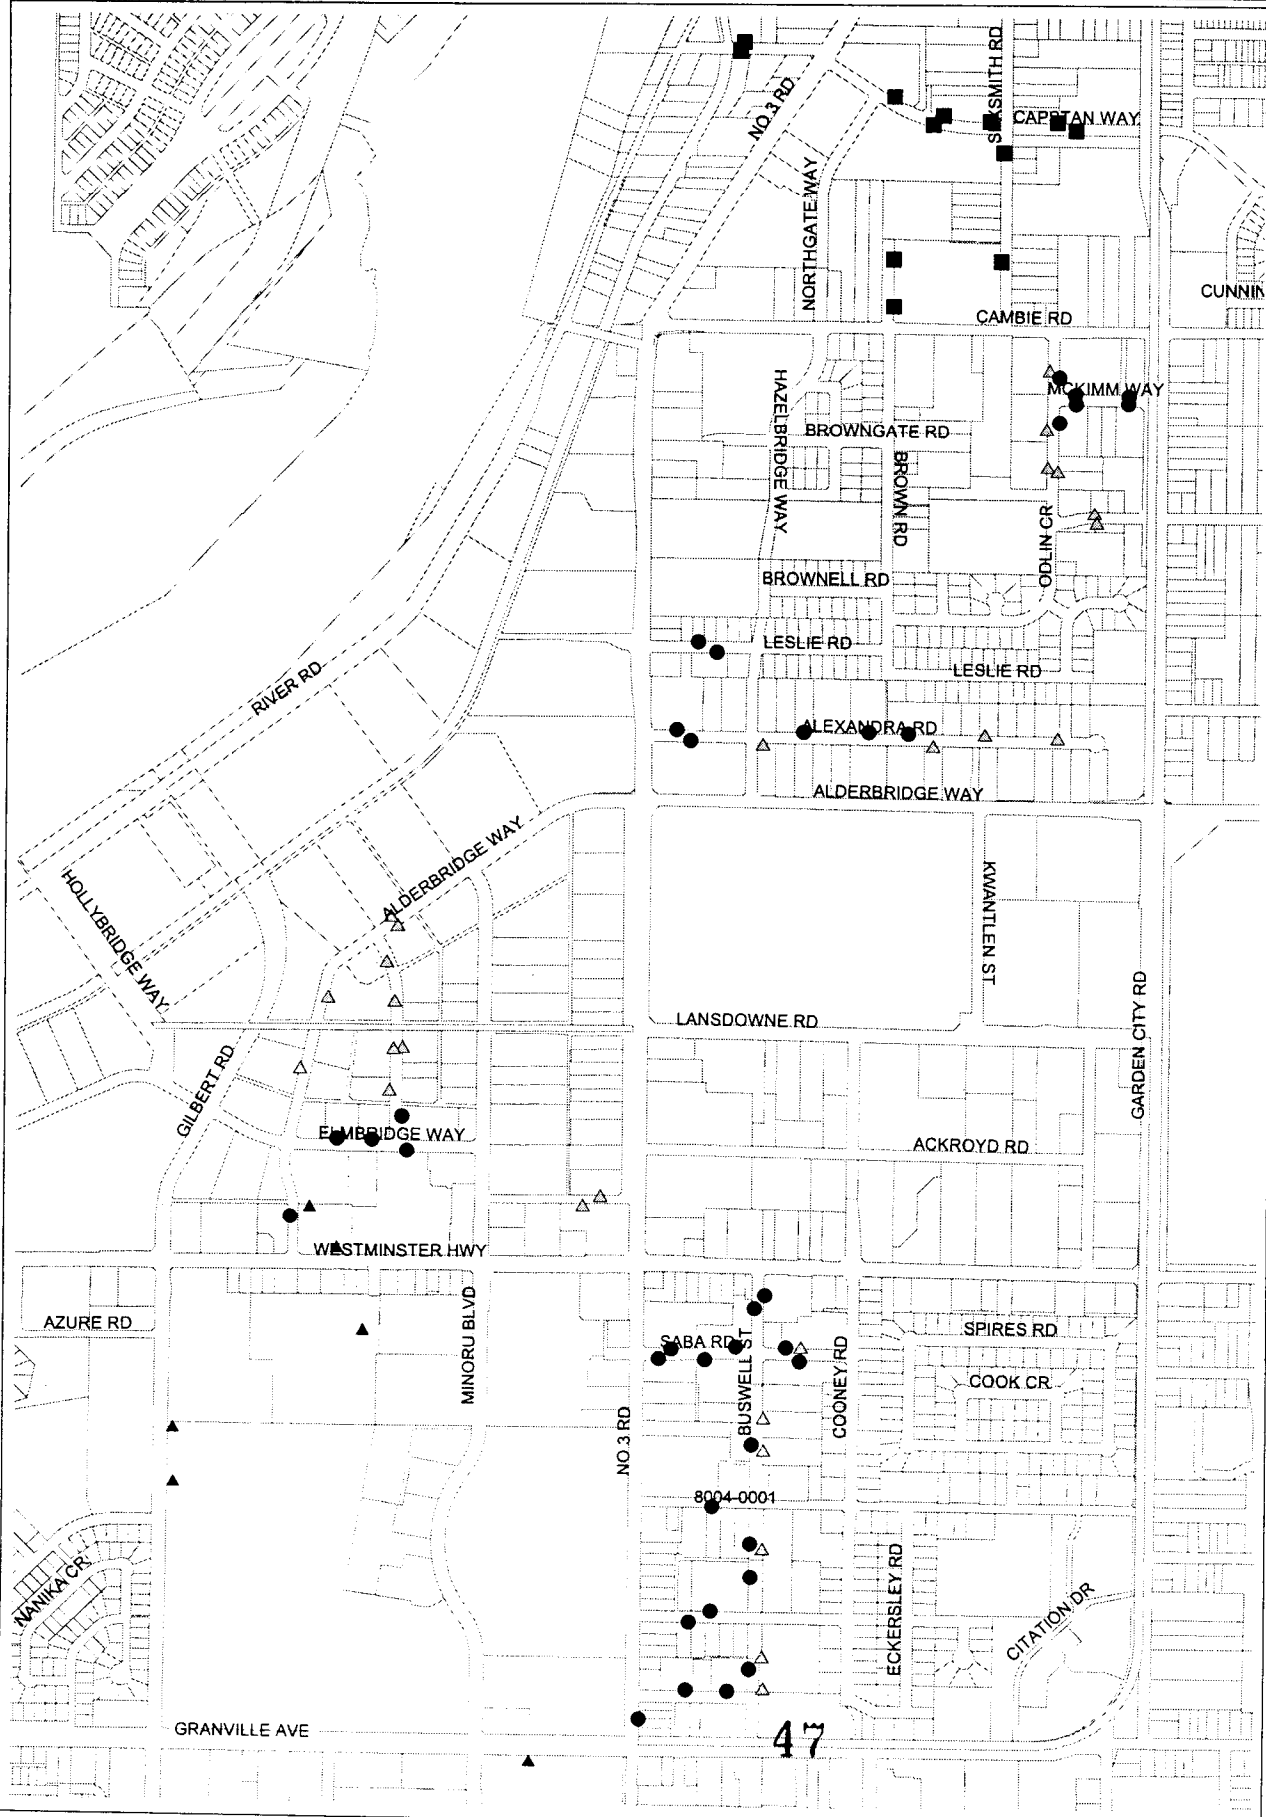 SEXSMITH RD
NO.3 RD
CAPSTAN WAY
NORTHGATE WAY
CUNNIN
CAMBIE RD
HAZELBRIDGE WAY
MCKIMM WAY
BROWNGATE RD
BROWN RD
ODLIN CR
BROWNELL RD
LESLIE RD
LESLIE RD
RIVER RD
ALEXANDRA RD
ALDERBRIDGE WAY
ALDERBRIDGE WAY
HOLLYBRIDGE WAY
KWANTLEN ST
LANSDOWNE RD
GARDEN CITY RD
GILBERT RD
ELMBRIDGE WAY
ACKROYD RD
WESTMINSTER HWY
AZURE RD
MINORU BLVD
SABA RD
BUSWELL ST
COONEY RD
SPIRES RD
COOK CR
NO.3 RD
8004-0001
NANIKA CR
ECKERSLEY RD
CITATION DR
GRANVILLE AVE
47